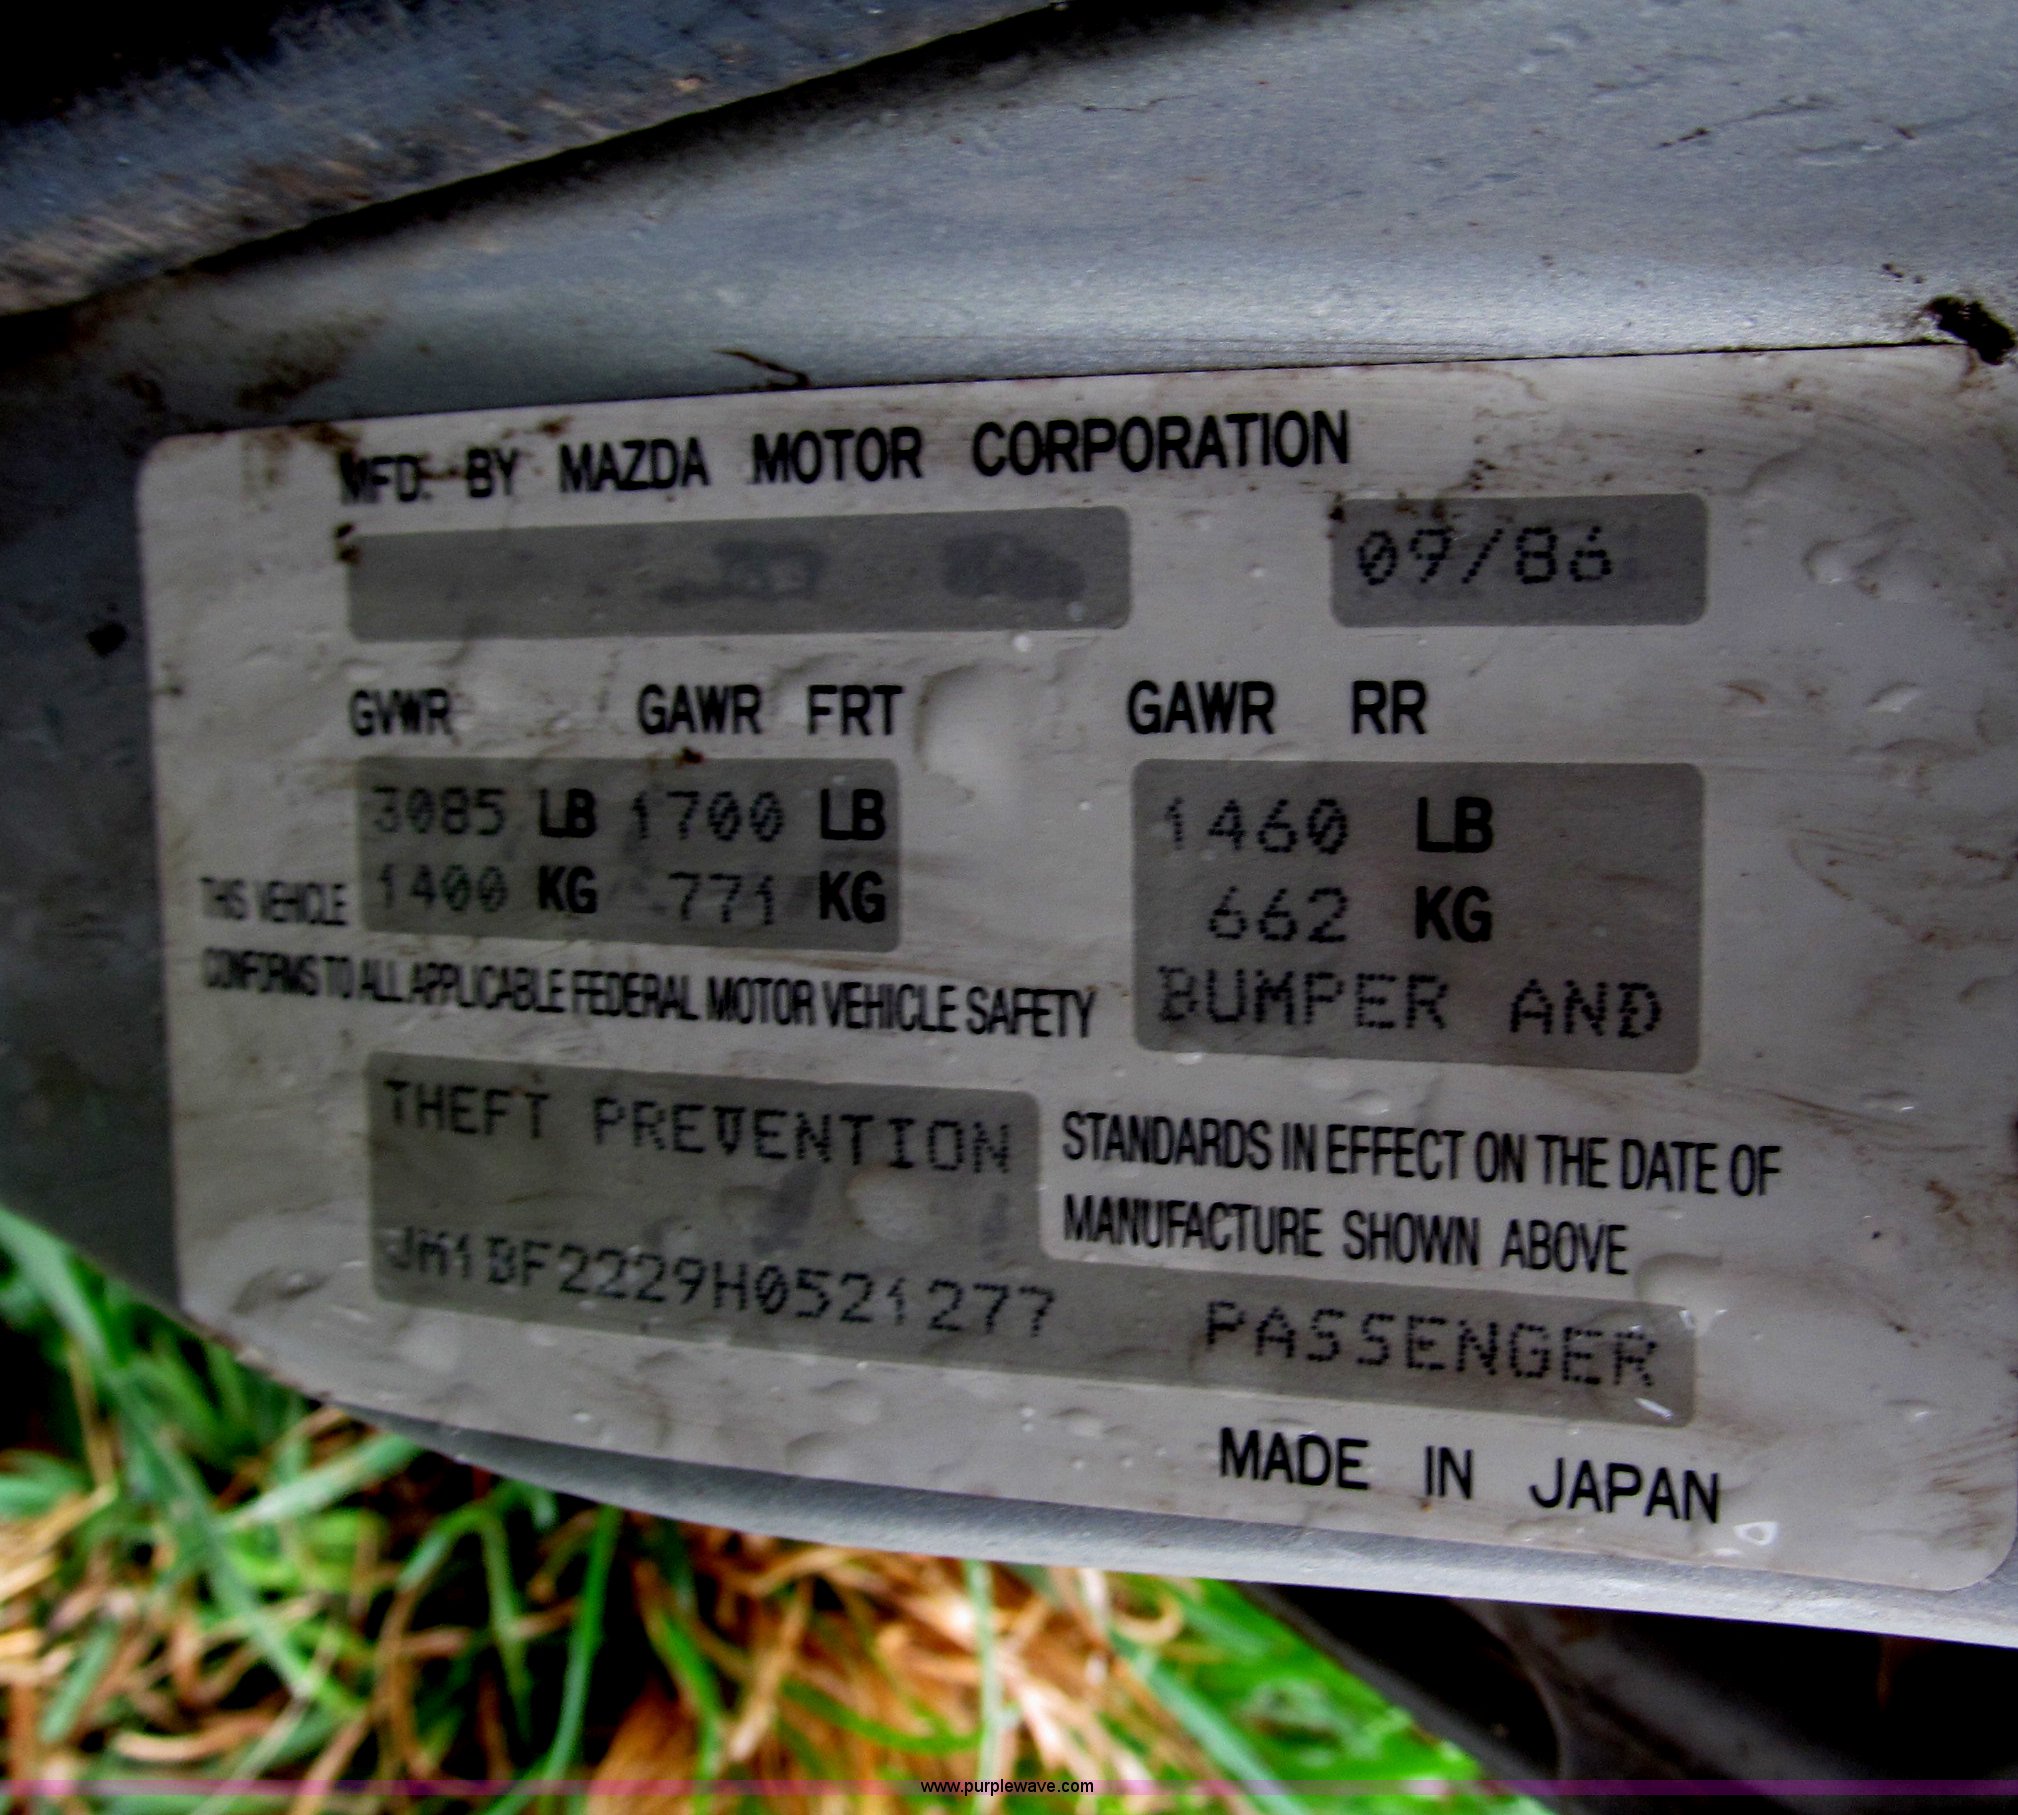 MFD. BY MAZDA MOTOR CORPORATION
09/86
GVWR GAWR FRT GAWR RR
3085 LB 1700 LB 1460 LB
THIS VEHICLE 1400 KG 771 KG 662 KG
CONFORMS TO ALL APPLICABLE FEDERAL MOTOR VEHICLE SAFETY BUMPER AND
THEFT PREVENTION STANDARDS IN EFFECT ON THE DATE OF
MANUFACTURE SHOWN ABOVE
JM1BF2229H0521277 PASSENGER
MADE IN JAPAN
www.purplewave.com